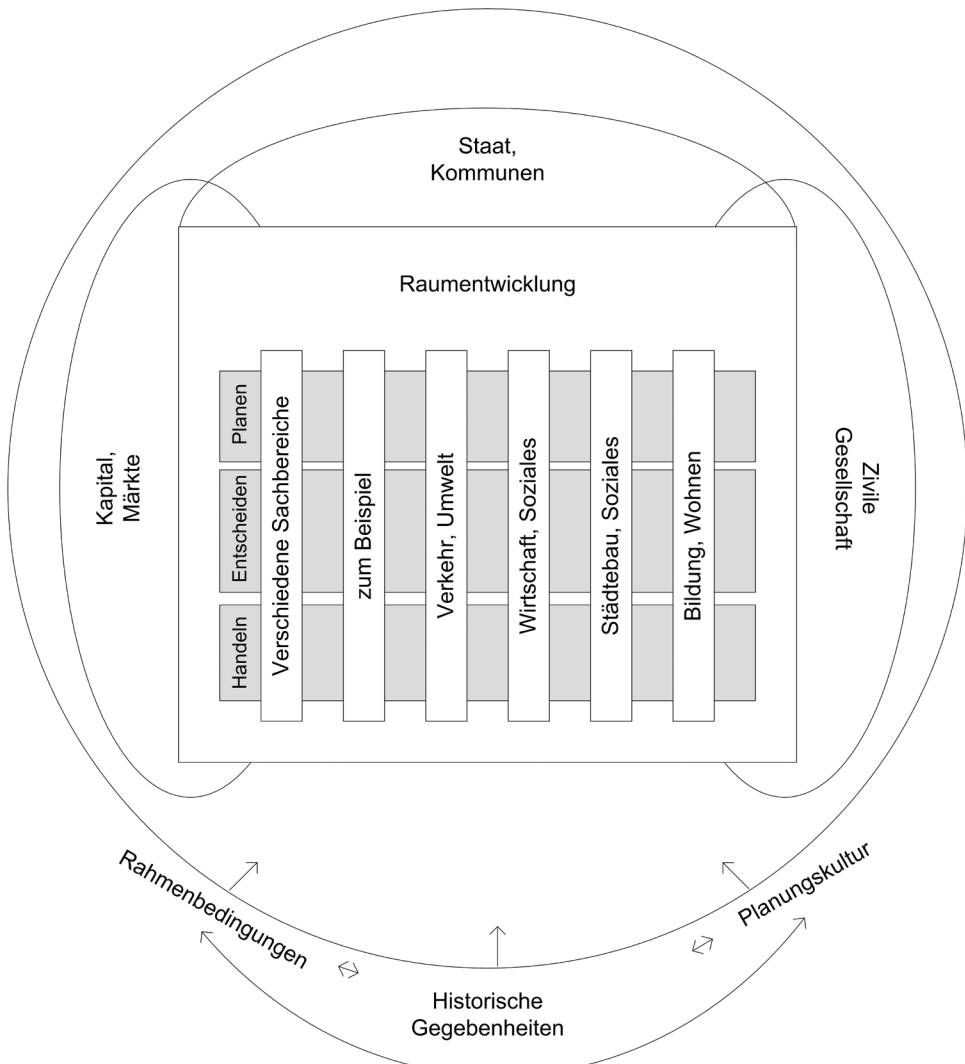 Staat,
Kommunen
Raumentwicklung
Kapital,
Märkte
Zivile
Gesellschaft
Planen
Entscheiden
Handeln
Verschiedene Sachbereiche
zum Beispiel
Verkehr, Umwelt
Wirtschaft, Soziales
Städtebau, Soziales
Bildung, Wohnen
Rahmenbedingungen
Planungskultur
Historische
Gegebenheiten